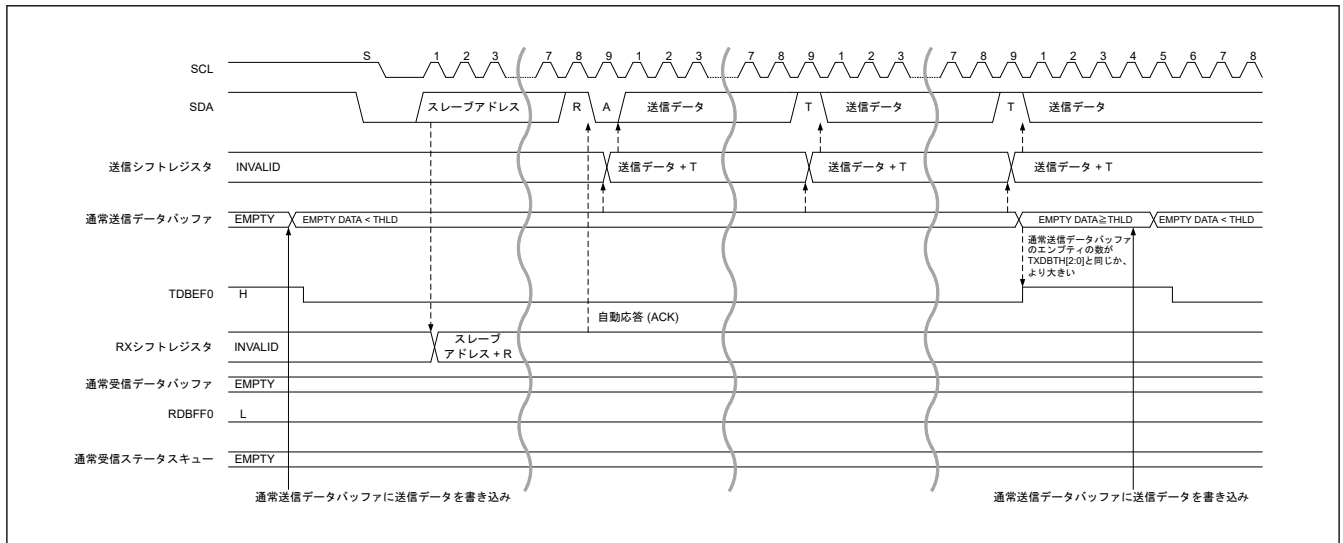 S 1 2 3 7 8 9 1 2 3 7 8 9 1 2 3 7 8 9 1 2 3 4 5 6 7 8
SCL
SDA スレーブアドレス R A 送信データ T 送信データ T 送信データ
送信シフトレジスタ INVALID 送信データ + T 送信データ + T 送信データ + T
通常送信データバッファ EMPTY EMPTY DATA < THLD EMPTY DATA≧THLD EMPTY DATA < THLD
通常送信データバッファ
のエンプティの数が
TXDBTH[2:0]と同じか、
より大きい
TDBEF0 H
自動応答 (ACK)
RXシフトレジスタ INVALID スレーブ
アドレス + R
通常受信データバッファ EMPTY
RDBFF0 L
通常受信ステータスキュー EMPTY
通常送信データバッファに送信データを書き込み 通常送信データバッファに送信データを書き込み